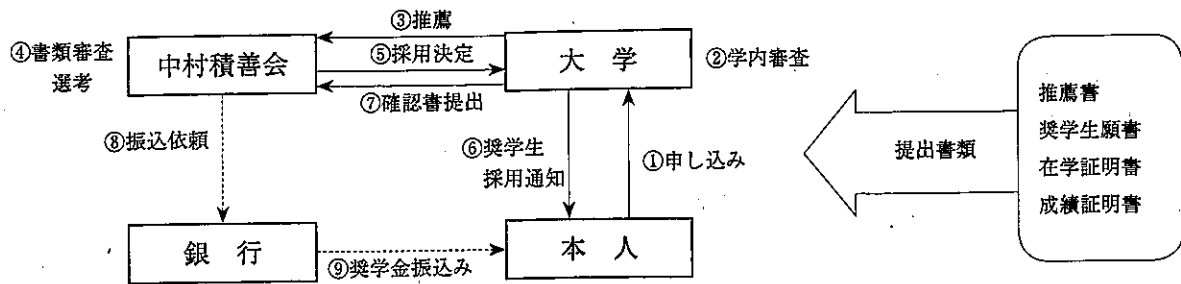 ③推薦
④書類審査
選考
中村積善会
⑤採用決定
大 学
②学内審査
⑦確認書提出
⑧振込依頼
⑥奨学生
採用通知
①申し込み
銀 行
⑨奨学金振込み
本 人
提出書類
推薦書
奨学生願書
在学証明書
成績証明書